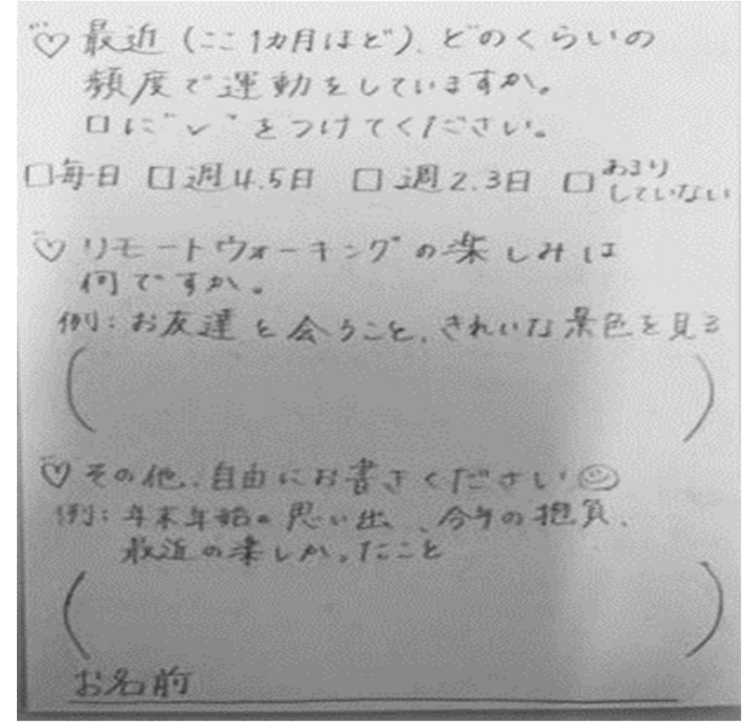 ♡ 最近(ここ1カ月ほど)、どのくらいの
頻度で運動をしていますか。
□に"✓"をつけてください。
□毎日 □週4.5日 □週2.3日 □あまりしていない
♡ リモートウォーキングの楽しみは
何ですか。
例:お友達と会うこと、きれいな景色を見る
( )
♡ その他、自由にお書きください☺
例:年末年始の思い出、今年の抱負、
最近の楽しかったこと
( )
お名前